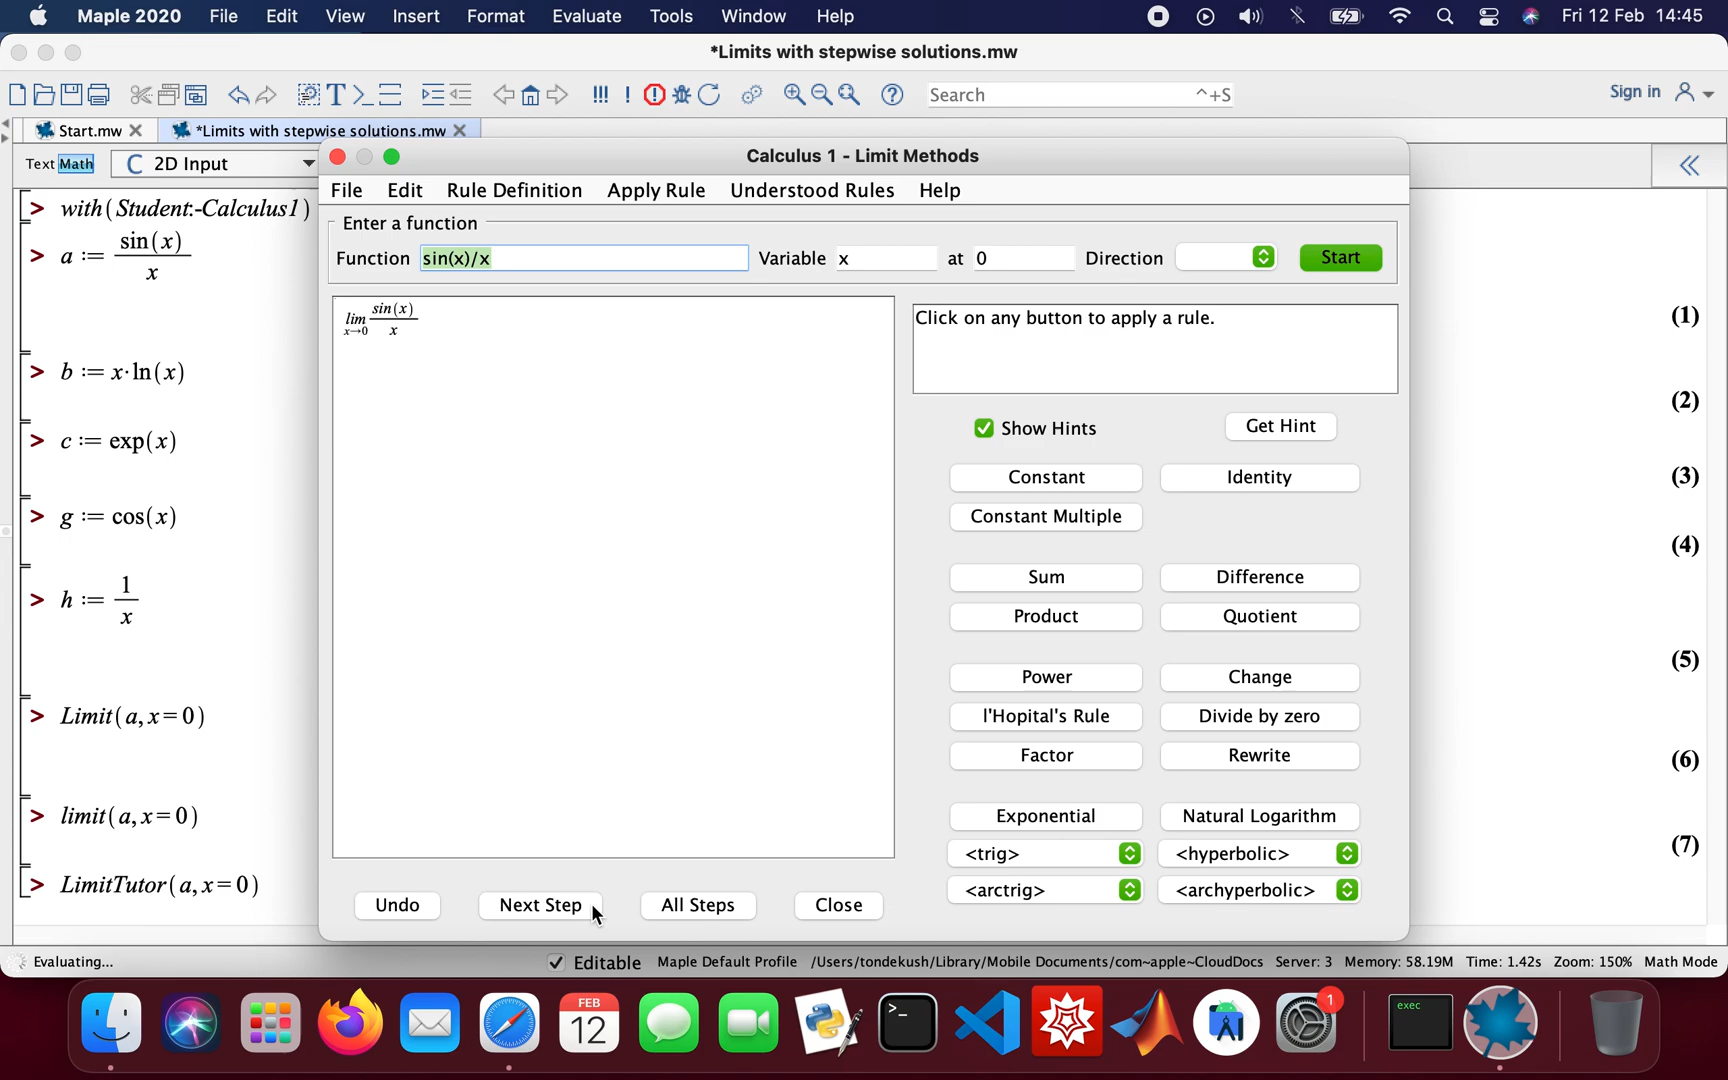 Maple 2020 File Edit View Insert Format Evaluate Tools Window Help Fri 12 Feb 14:45
*Limits with stepwise solutions.mw
Search ^+S Sign in
Start.mw *Limits with stepwise solutions.mw
Text Math C 2D Input
Calculus 1 - Limit Methods
File Edit Rule Definition Apply Rule Understood Rules Help
Enter a function
Function sin(x)/x Variable x at 0 Direction Start
lim x→0 sin(x)/x
Click on any button to apply a rule.
Show Hints Get Hint
Constant Identity
Constant Multiple
Sum Difference
Product Quotient
Power Change
l'Hopital's Rule Divide by zero
Factor Rewrite
Exponential Natural Logarithm
<trig> <hyperbolic>
<arctrig> <archyperbolic>
Undo Next Step All Steps Close
> with(Student:-Calculus1)
> a := sin(x)/x
(1)
> b := x·ln(x)
(2)
> c := exp(x)
(3)
> g := cos(x)
(4)
> h := 1/x
(5)
> Limit(a, x=0)
(6)
> limit(a, x=0)
(7)
> LimitTutor(a, x=0)
Evaluating... Editable Maple Default Profile /Users/tondekush/Library/Mobile Documents/com~apple~CloudDocs Server: 3 Memory: 58.19M Time: 1.42s Zoom: 150% Math Mode
FEB
12
>_
1
exec